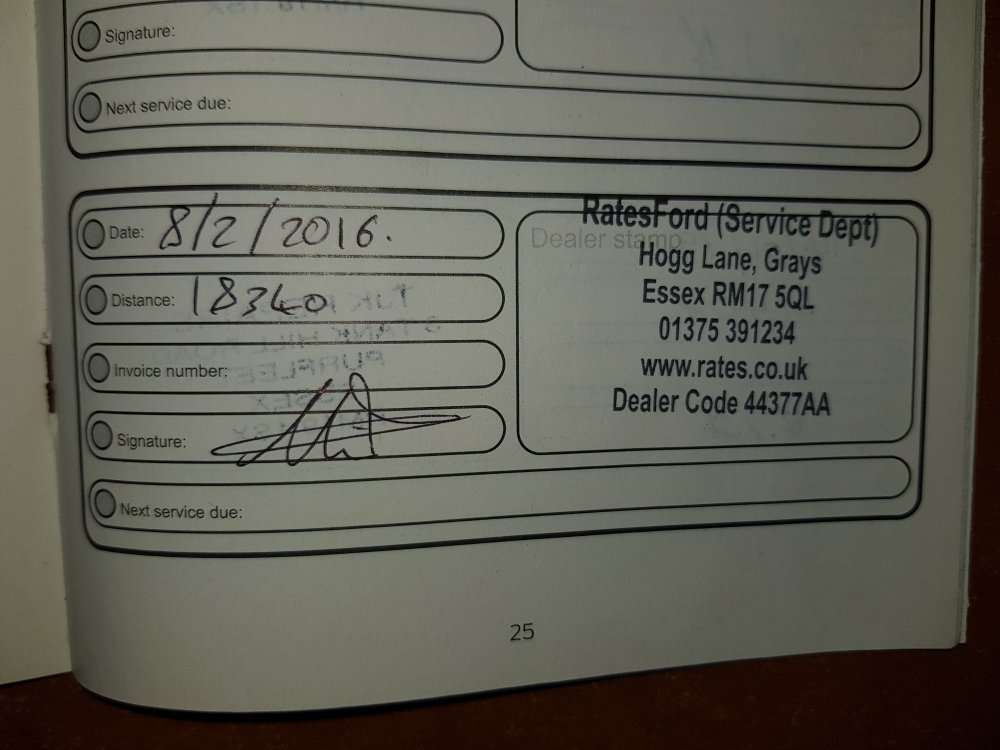 Signature:
Next service due:
Date: 8/2/2016.
Distance: 18340
Invoice number:
Signature:
Next service due:
Dealer stamp
RatesFord (Service Dept)
Hogg Lane, Grays
Essex RM17 5QL
01375 391234
www.rates.co.uk
Dealer Code 44377AA
25